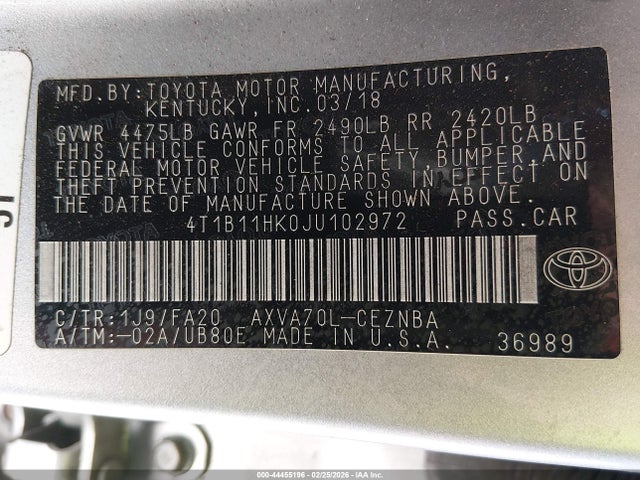 MFD.BY:TOYOTA MOTOR MANUFACTURING,
KENTUCKY, INC.03/18
GVWR 4475LB GAWR FR 2490LB RR 2420LB
THIS VEHICLE CONFORMS TO ALL APPLICABLE
FEDERAL MOTOR VEHICLE SAFETY,BUMPER,AND
THEFT PREVENTION STANDARDS IN EFFECT ON
THE DATE OF MANUFACTURE SHOWN ABOVE.
4T1B11HK0JU102972 PASS.CAR
C/TR:1J9/FA20 AXVA70L-CEZNBA
A/TM:-02A/UB80E MADE IN U.S.A. 36989
000-44455196 - 02/25/2026 - IAAI.com